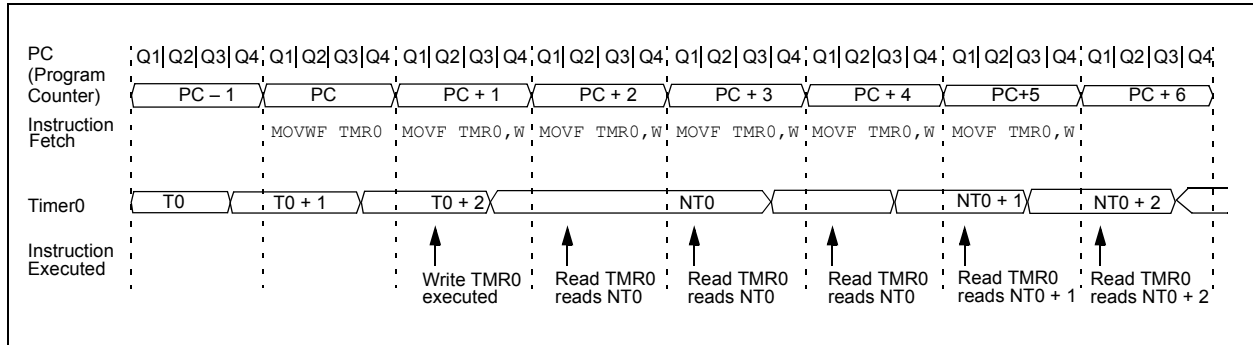 PC (Program Counter)
Q1 Q2 Q3 Q4 Q1 Q2 Q3 Q4 Q1 Q2 Q3 Q4 Q1 Q2 Q3 Q4 Q1 Q2 Q3 Q4 Q1 Q2 Q3 Q4 Q1 Q2 Q3 Q4 Q1 Q2 Q3 Q4
PC – 1 PC PC + 1 PC + 2 PC + 3 PC + 4 PC+5 PC + 6
Instruction Fetch
MOVWF TMR0 MOVF TMR0,W MOVF TMR0,W MOVF TMR0,W MOVF TMR0,W MOVF TMR0,W
Timer0
T0 T0 + 1 T0 + 2 NT0 NT0 + 1 NT0 + 2
Instruction Executed
Write TMR0 executed
Read TMR0 reads NT0
Read TMR0 reads NT0
Read TMR0 reads NT0
Read TMR0 reads NT0 + 1
Read TMR0 reads NT0 + 2